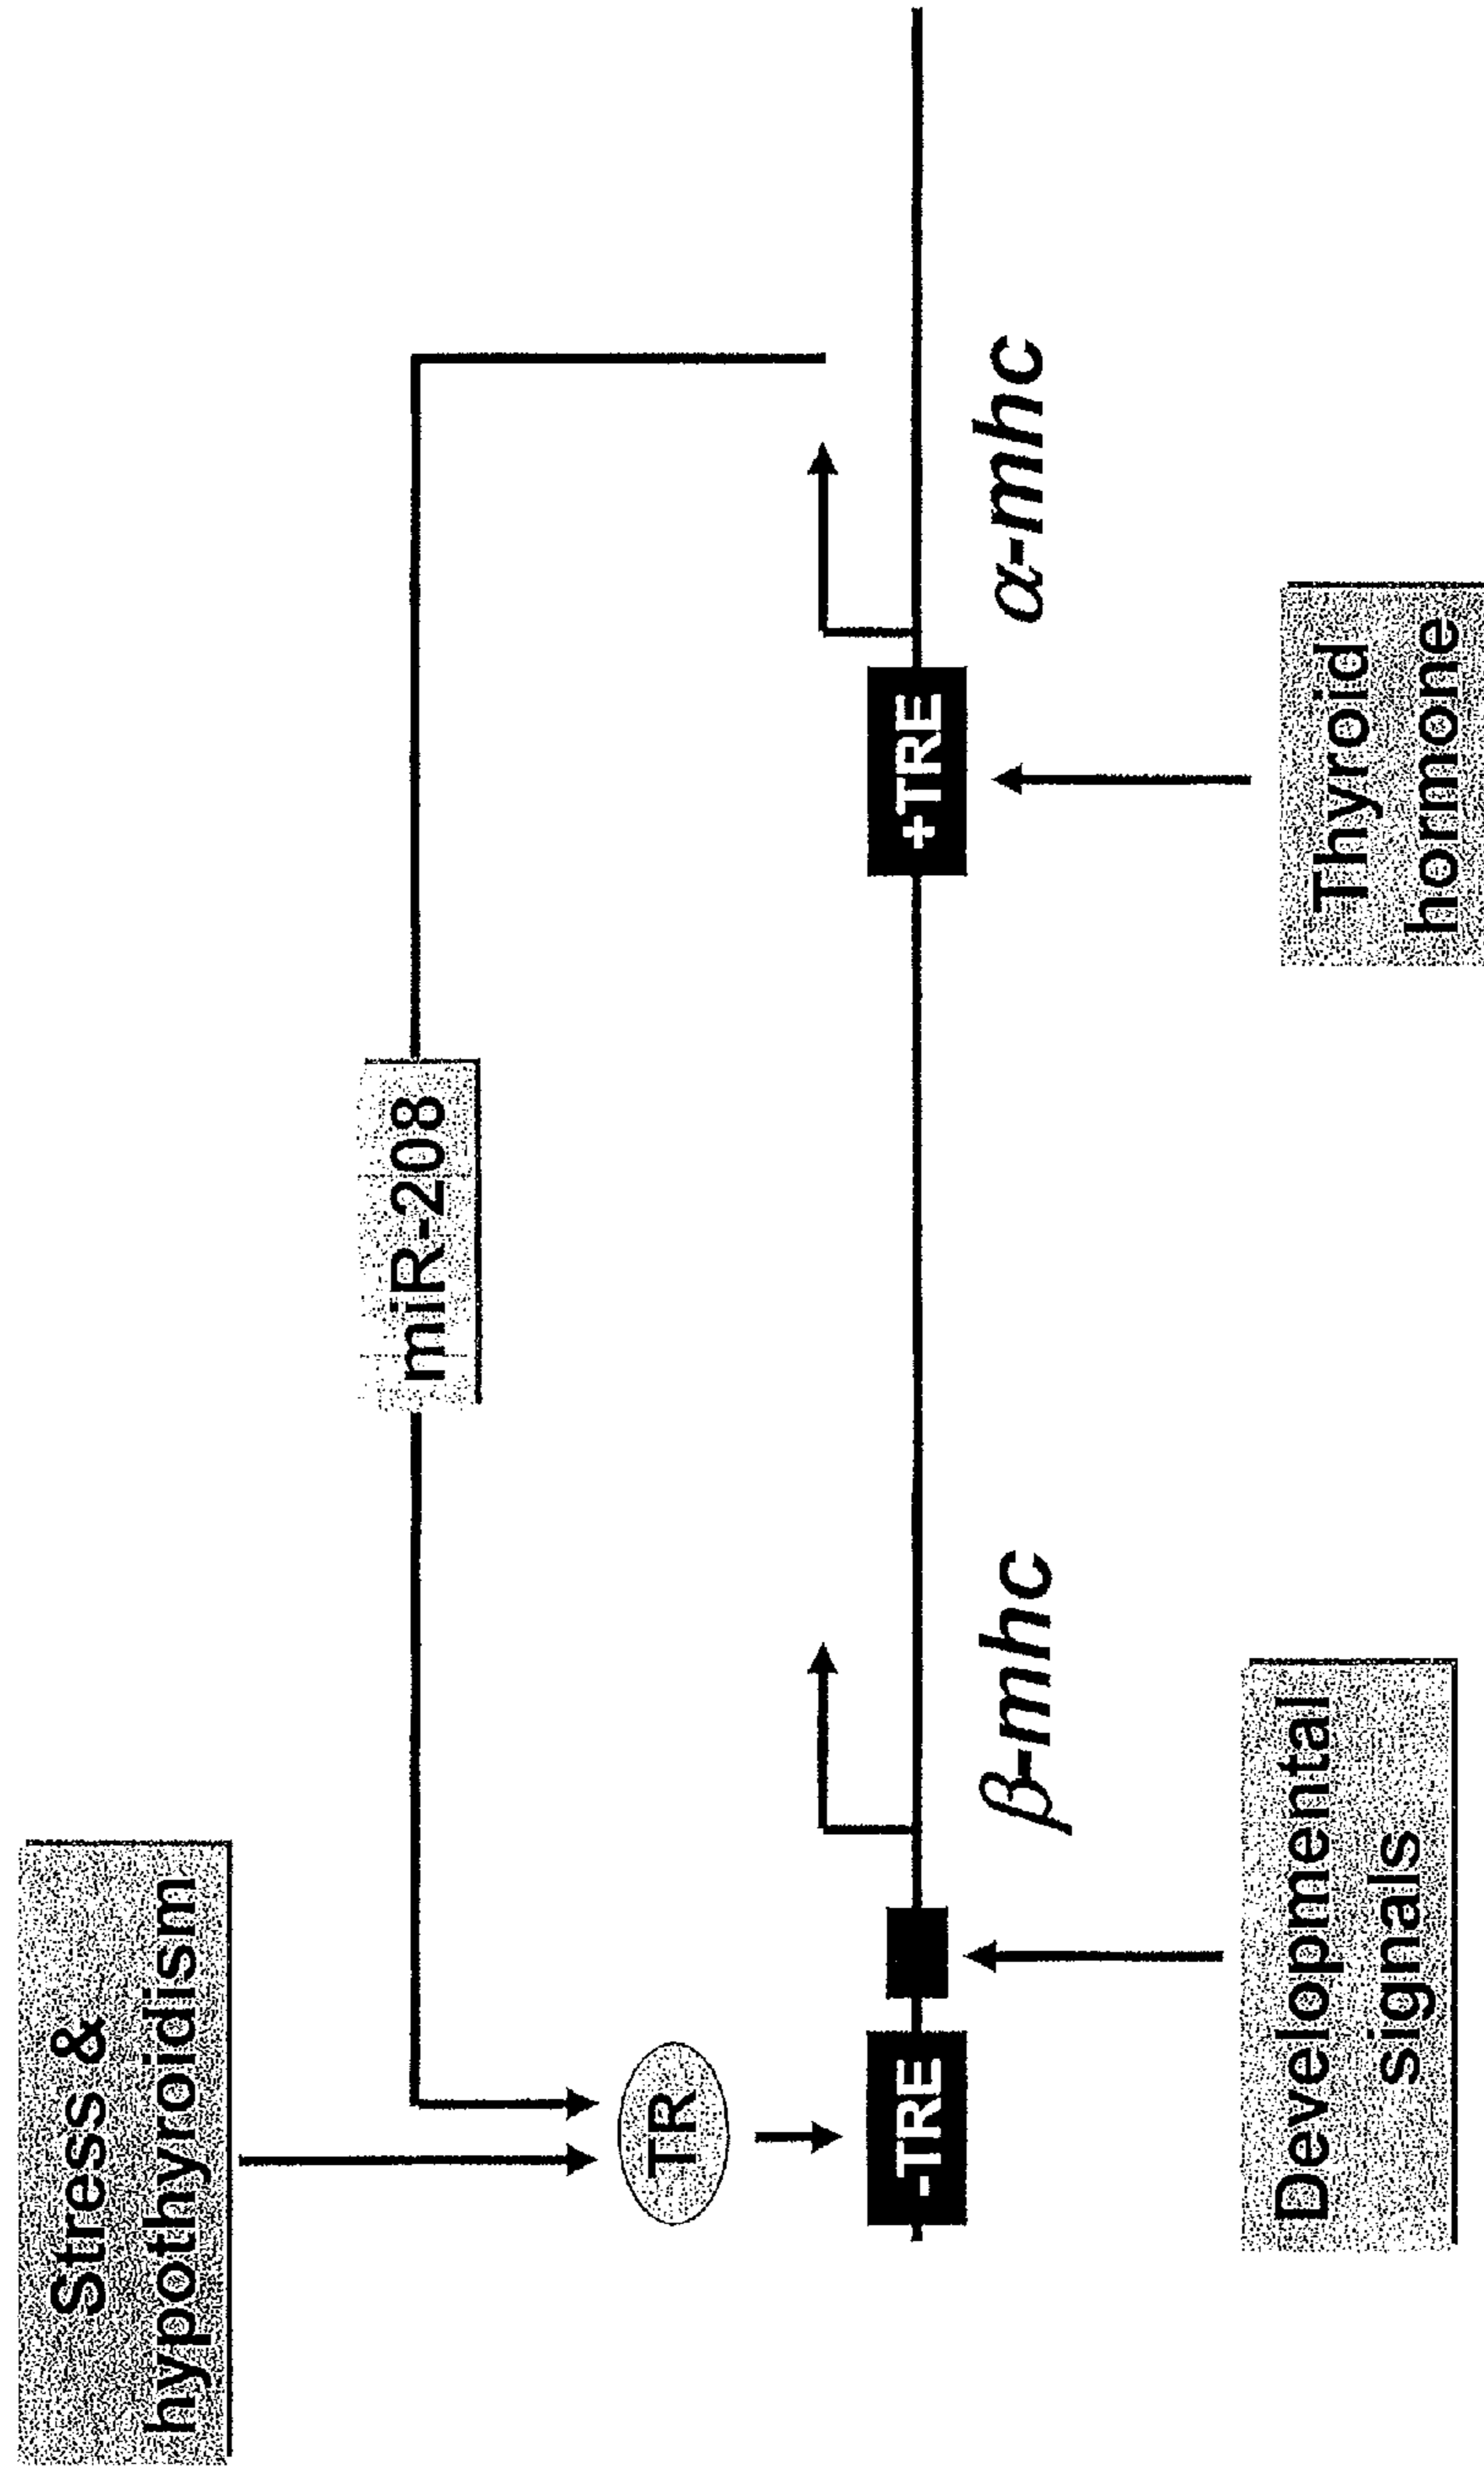 Stress &
hypothyroidism
miR-208
TR
-TRE
+TRE
β-mhc
α-mhc
Developmental
signals
Thyroid
hormone